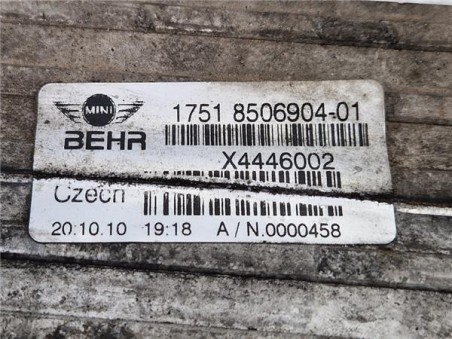 MINI
1751 8506904-01
BEHR
X4446002
Czech
20.10.10 19:18 A / N.0000458